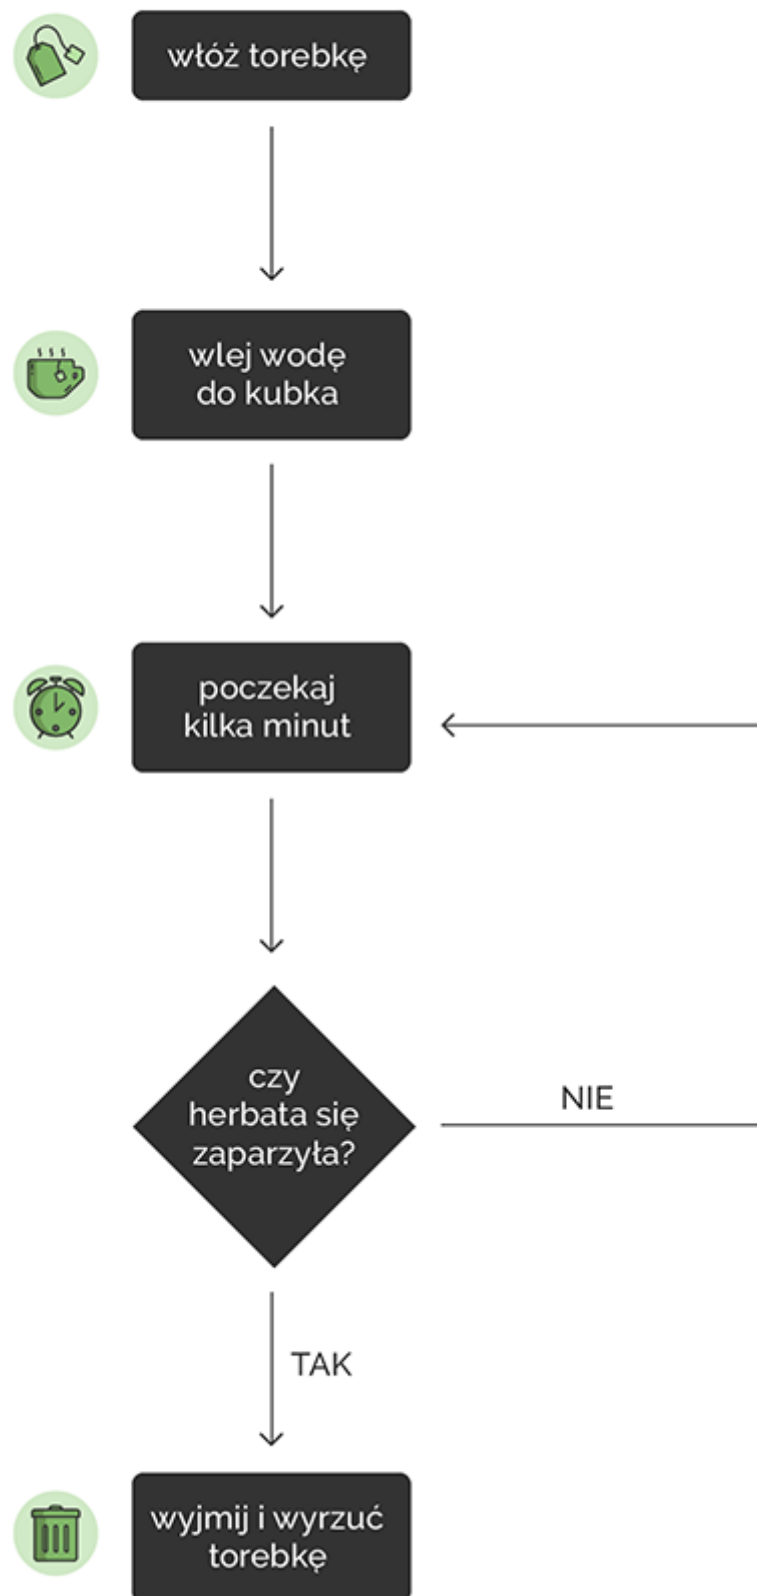 włóż torebkę
wlej wodę
do kubka
poczekaj
kilka minut
czy
herbata się
zaparzyła?
NIE
TAK
wyjmij i wyrzuć
torebkę